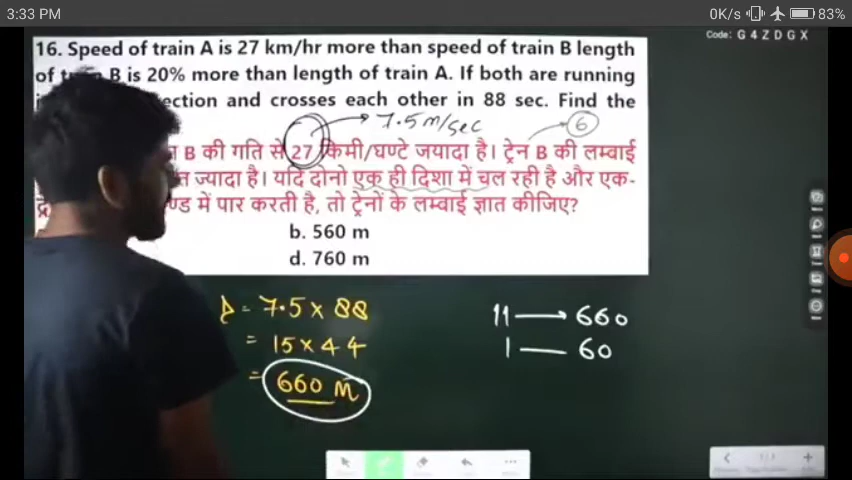 3:33 PM
0K/s 83%
Code: G 4 Z D G X
16. Speed of train A is 27 km/hr more than speed of train B length
of B is 20% more than length of train A. If both are running
ection and crosses each other in 88 sec. Find the
7.5 m/sec
6
B की गति से 27 किमी/घण्टे जयादा है। ट्रेन B की लम्बाई
ज्यादा है। यदि दोनो एक ही दिशा में चल रही है और एक-
ण्ड में पार करती है, तो ट्रेनों के लम्बाई ज्ञात कीजिए?
b. 560 m
d. 760 m
= 7.5 x 88
= 15 x 44
= 660 m
11 → 660
1 — 60